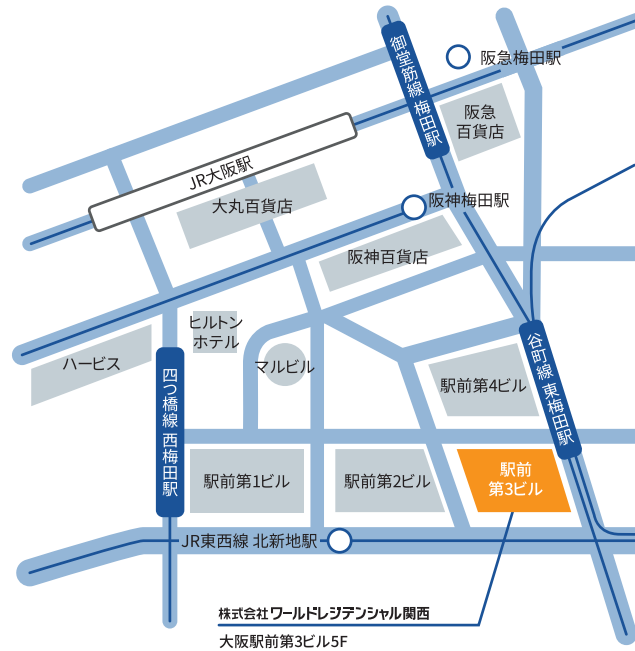 阪急梅田駅
御堂筋線 梅田駅
阪急
百貨店
JR大阪駅
大丸百貨店
阪神梅田駅
阪神百貨店
ヒルトン
ホテル
ハービス
マルビル
谷町線 東梅田駅
四つ橋線 西梅田駅
駅前第4ビル
駅前第1ビル
駅前第2ビル
駅前
第3ビル
JR東西線 北新地駅
株式会社ワールドレジデンシャル関西
大阪駅前第3ビル5F